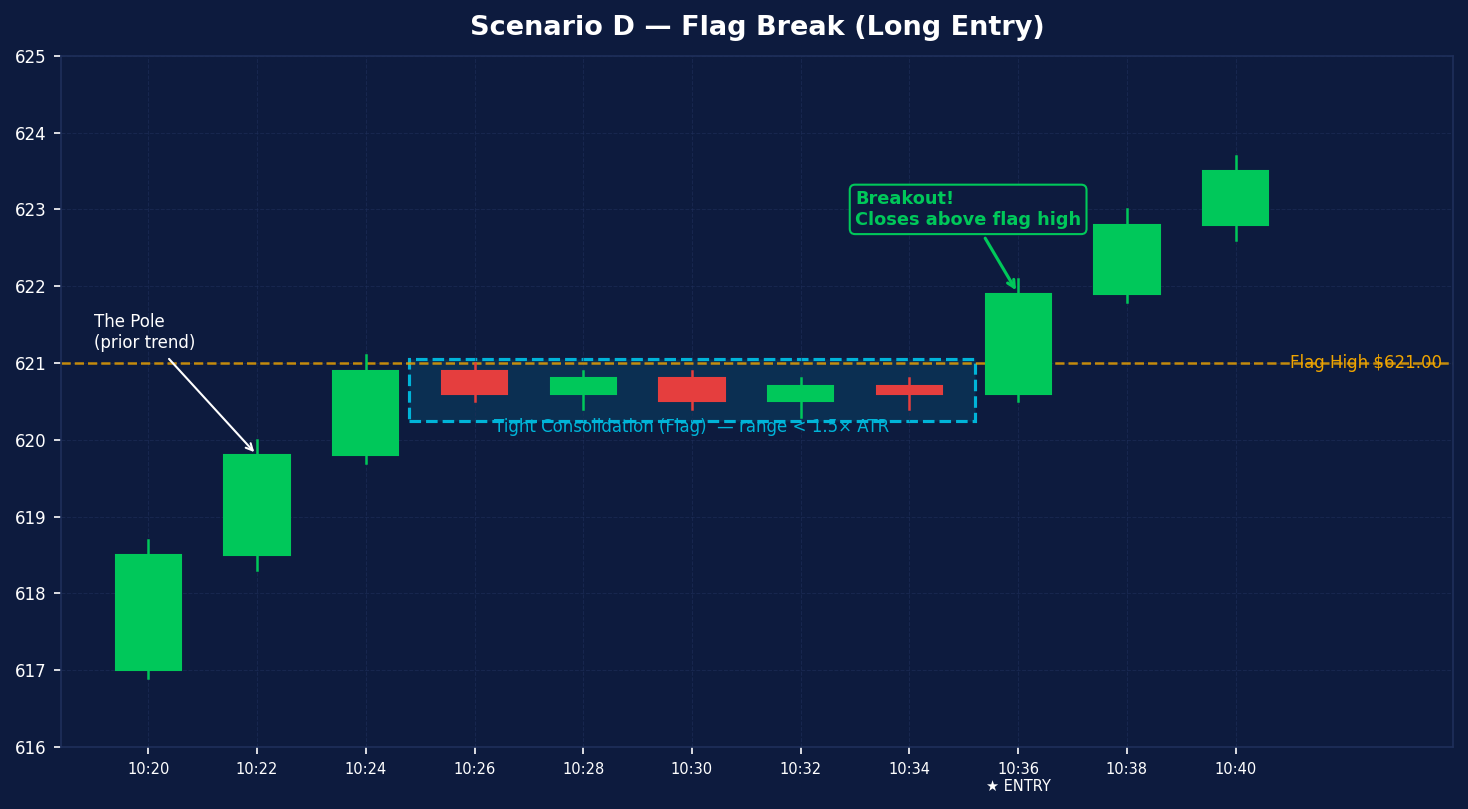 Scenario D — Flag Break (Long Entry)
625
624
623
622
621
620
619
618
617
616
Breakout!
Closes above flag high
The Pole
(prior trend)
Flag High $621.00
Tight Consolidation (Flag) — range < 1.5× ATR
10:20 10:22 10:24 10:26 10:28 10:30 10:32 10:34 10:36 10:38 10:40
★ ENTRY